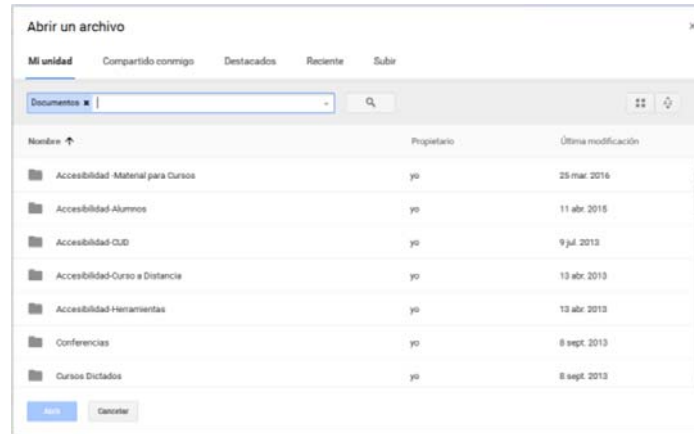 Abrir un archivo
Mi unidad Compartido conmigo Destacados Reciente Subir
Documentos
Nombre Propietario Última modificación
Accesibilidad -Material para Cursos yo 25 mar. 2016
Accesibilidad-Alumnos yo 11 abr. 2015
Accesibilidad-CUD yo 9 jul. 2013
Accesibilidad-Curso a Distancia yo 13 abr. 2013
Accesibilidad-Herramientas yo 13 abr. 2013
Conferencias yo 8 sept. 2013
Cursos Dictados yo 8 sept. 2013
Abrir Cancelar